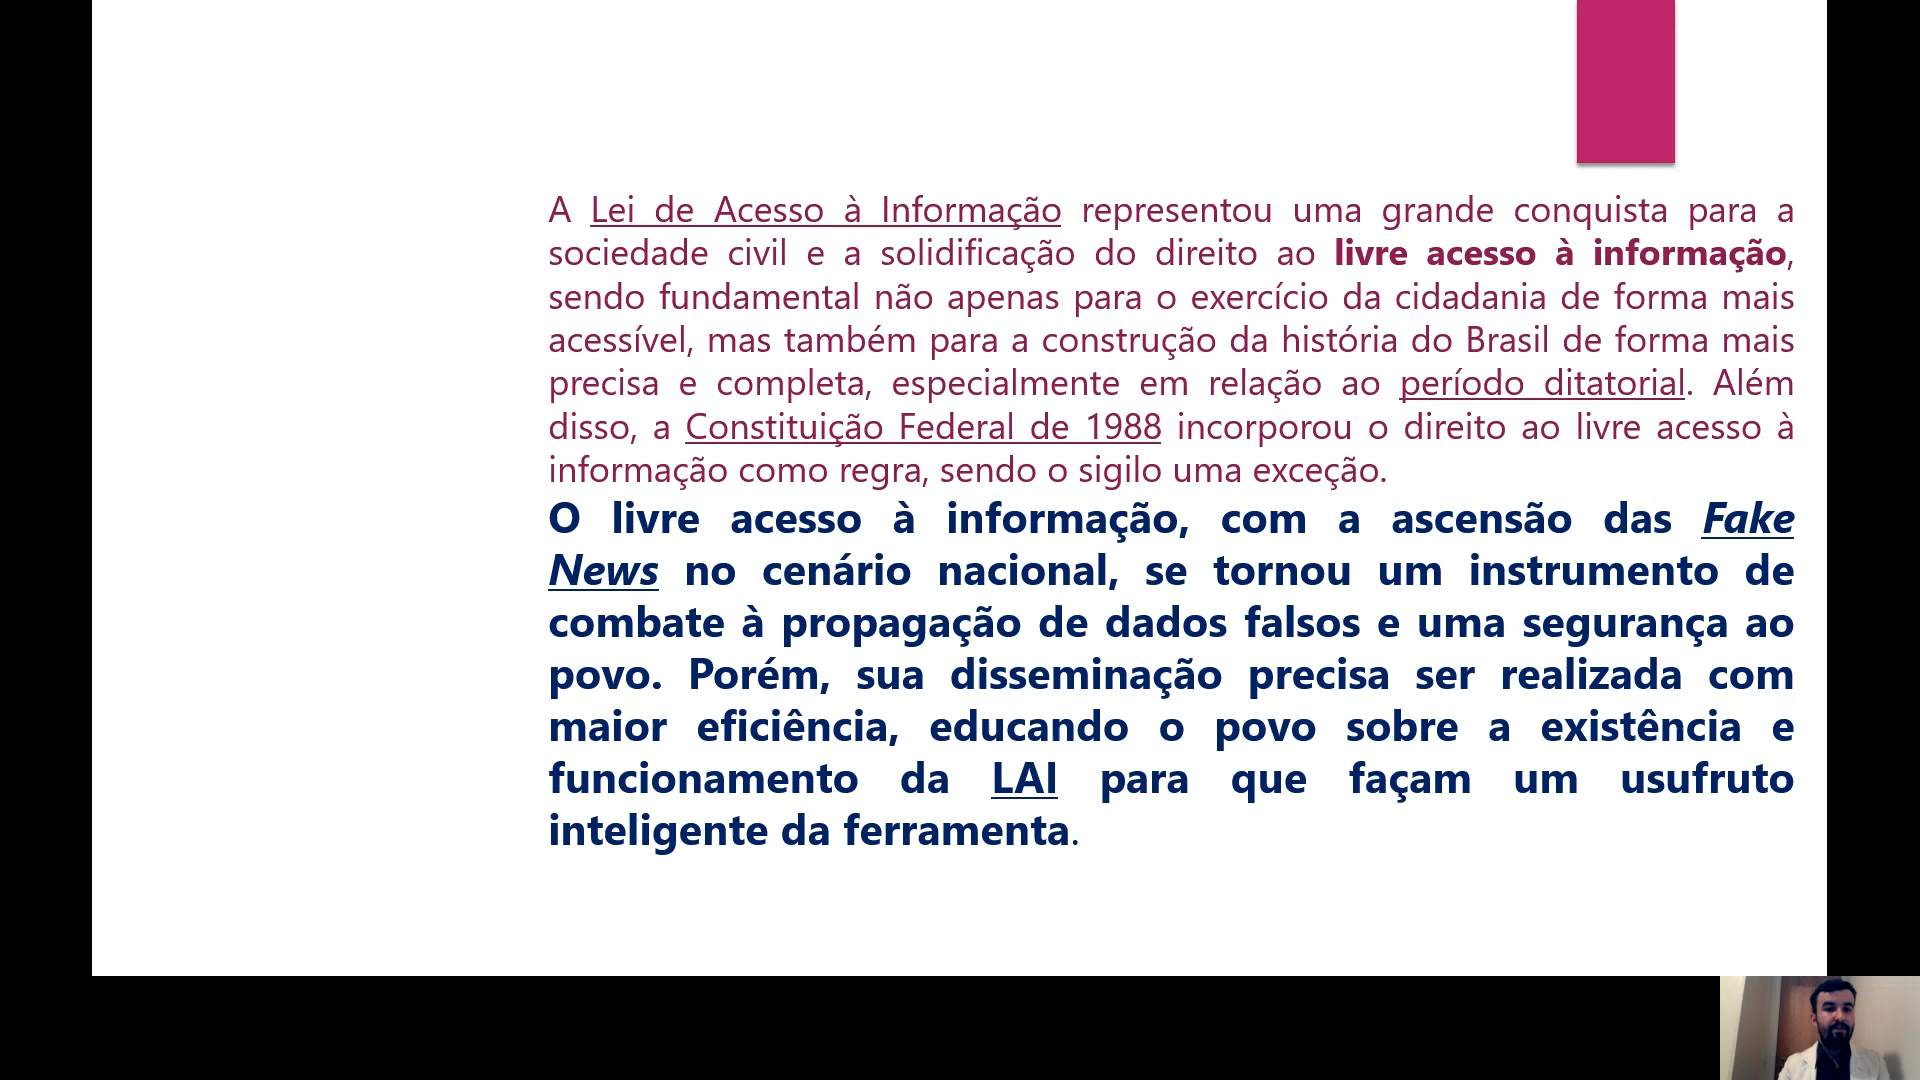 A Lei de Acesso à Informação representou uma grande conquista para a
sociedade civil e a solidificação do direito ao livre acesso à informação,
sendo fundamental não apenas para o exercício da cidadania de forma mais
acessível, mas também para a construção da história do Brasil de forma mais
precisa e completa, especialmente em relação ao período ditatorial. Além
disso, a Constituição Federal de 1988 incorporou o direito ao livre acesso à
informação como regra, sendo o sigilo uma exceção.
O livre acesso à informação, com a ascensão das Fake
News no cenário nacional, se tornou um instrumento de
combate à propagação de dados falsos e uma segurança ao
povo. Porém, sua disseminação precisa ser realizada com
maior eficiência, educando o povo sobre a existência e
funcionamento da LAI para que façam um usufruto
inteligente da ferramenta.